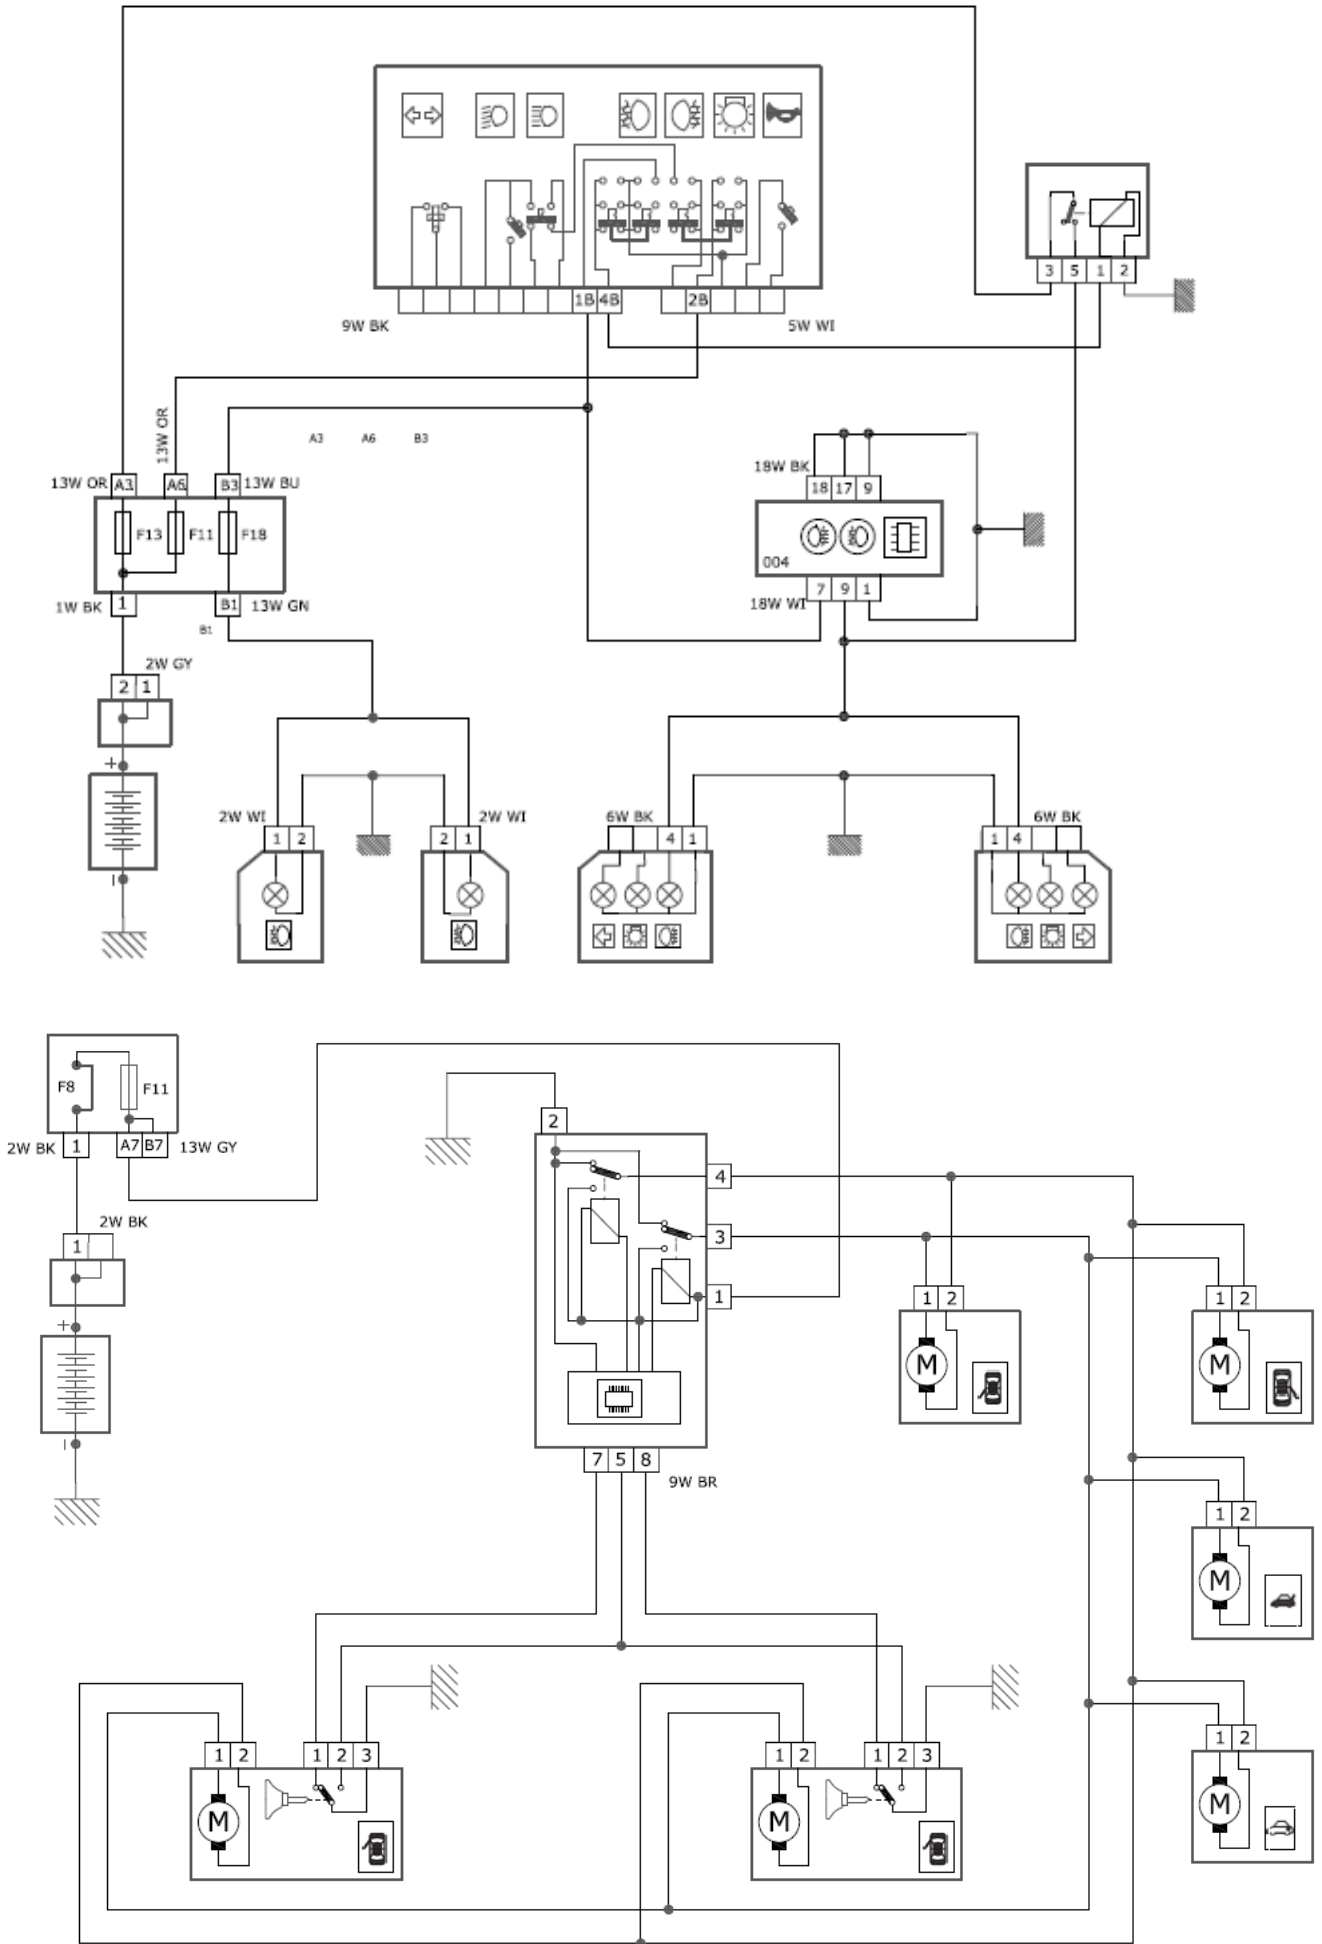 3 5 1 2
1B 4B 2B
9W BK 5W WI
13W OR
A3 A6 B3
18W BK
13W OR A3 A6 B3 13W BU
18 17 9
F13 F11 F18
004
1W BK 1 B1 13W GN
7 9 1
18W WI
B1
2W GY
2 1
+
2W WI 2W WI 6W BK 6W BK
1 2 2 1 4 1 1 4
F8 F11
2
2W BK 1 A7 B7 13W GY
4
2W BK
3
1
1
1 2 1 2
+
M M
7 5 8
9W BR
1 2
M
1 2
1 2 1 2 3 1 2 1 2 3
M
M M